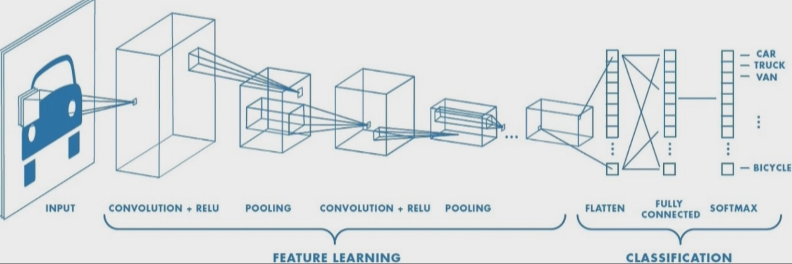 CAR
TRUCK
VAN
BICYCLE
INPUT
CONVOLUTION + RELU
POOLING
CONVOLUTION + RELU
POOLING
FLATTEN
FULLY
CONNECTED
SOFTMAX
FEATURE LEARNING
CLASSIFICATION